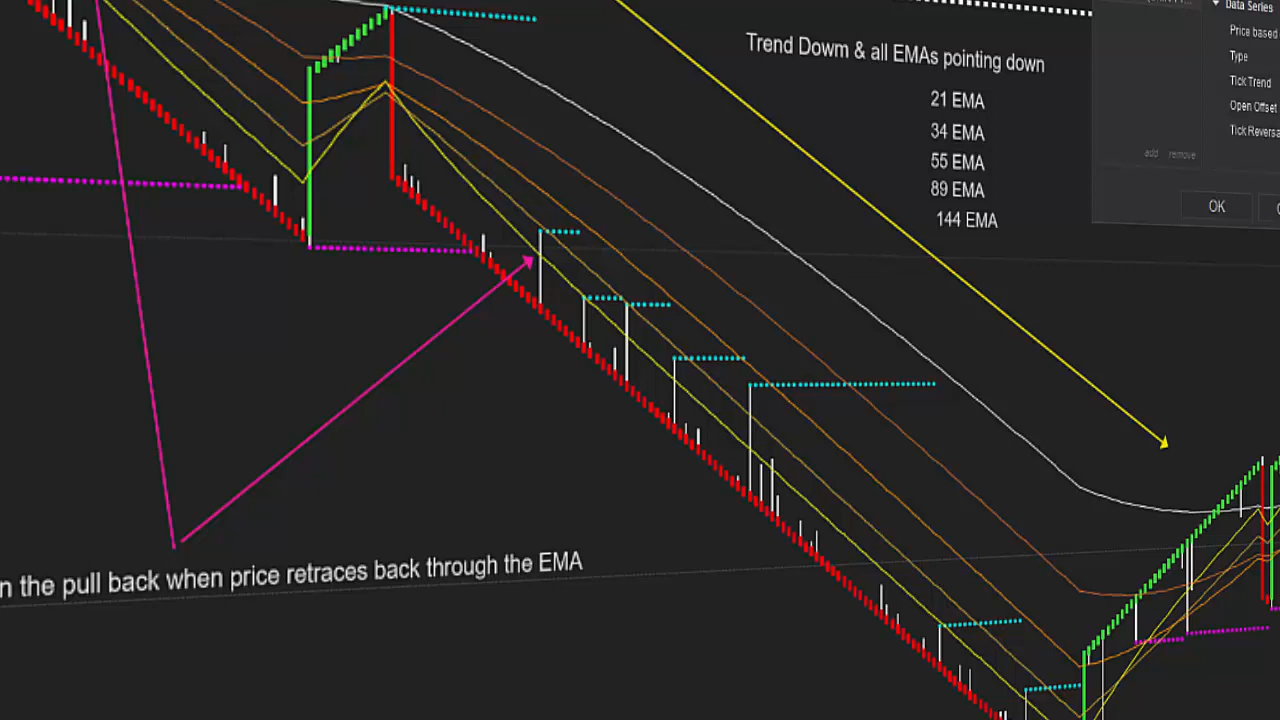 Data Series
Price based
Type
Tick Trend
Open Offset
Tick Reversa
add remove
OK
Trend Dowm & all EMAs pointing down
21 EMA
34 EMA
55 EMA
89 EMA
144 EMA
n the pull back when price retraces back through the EMA